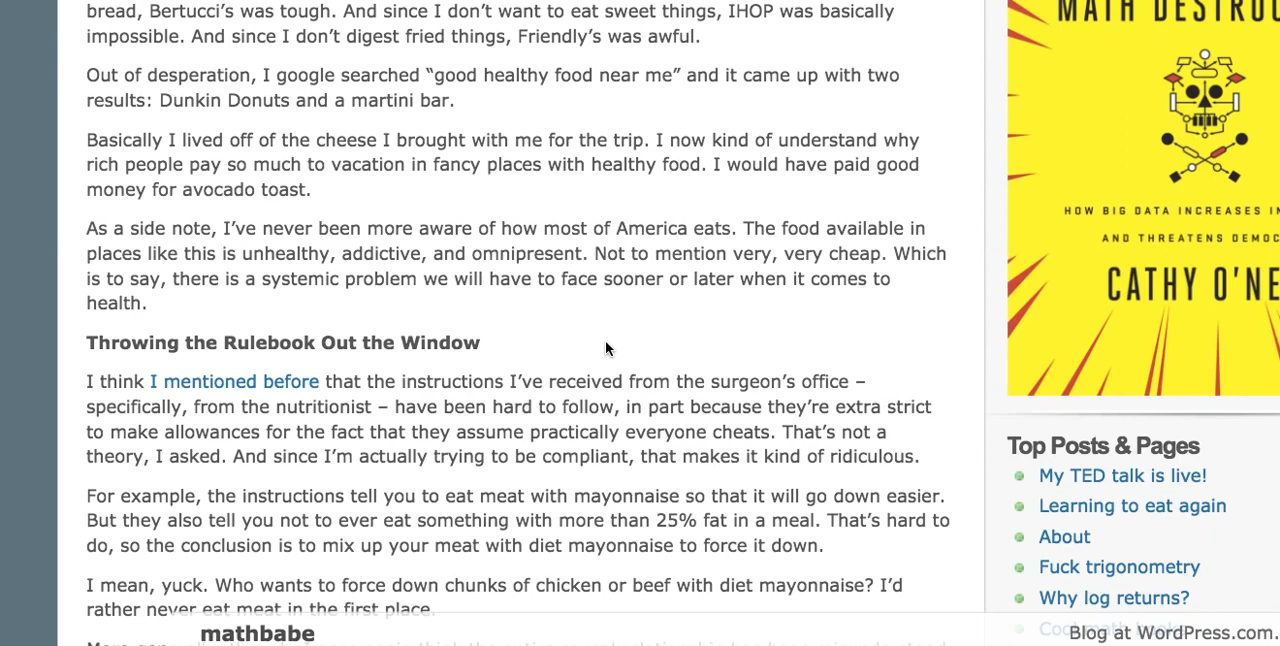 bread, Bertucci’s was tough. And since I don’t want to eat sweet things, IHOP was basically
impossible. And since I don’t digest fried things, Friendly’s was awful.
Out of desperation, I google searched “good healthy food near me” and it came up with two
results: Dunkin Donuts and a martini bar.
Basically I lived off of the cheese I brought with me for the trip. I now kind of understand why
rich people pay so much to vacation in fancy places with healthy food. I would have paid good
money for avocado toast.
As a side note, I’ve never been more aware of how most of America eats. The food available in
places like this is unhealthy, addictive, and omnipresent. Not to mention very, very cheap. Which
is to say, there is a systemic problem we will have to face sooner or later when it comes to
health.
Throwing the Rulebook Out the Window
I think I mentioned before that the instructions I’ve received from the surgeon’s office –
specifically, from the nutritionist – have been hard to follow, in part because they’re extra strict
to make allowances for the fact that they assume practically everyone cheats. That’s not a
theory, I asked. And since I’m actually trying to be compliant, that makes it kind of ridiculous.
For example, the instructions tell you to eat meat with mayonnaise so that it will go down easier.
But they also tell you not to ever eat something with more than 25% fat in a meal. That’s hard to
do, so the conclusion is to mix up your meat with diet mayonnaise to force it down.
I mean, yuck. Who wants to force down chunks of chicken or beef with diet mayonnaise? I’d
rather never eat meat in the first place.
mathbabe
MATH DESTRUC
HOW BIG DATA INCREASES IN
AND THREATENS DEMOC
CATHY O'NE
Top Posts & Pages
My TED talk is live!
Learning to eat again
About
Fuck trigonometry
Why log returns?
Blog at WordPress.com.